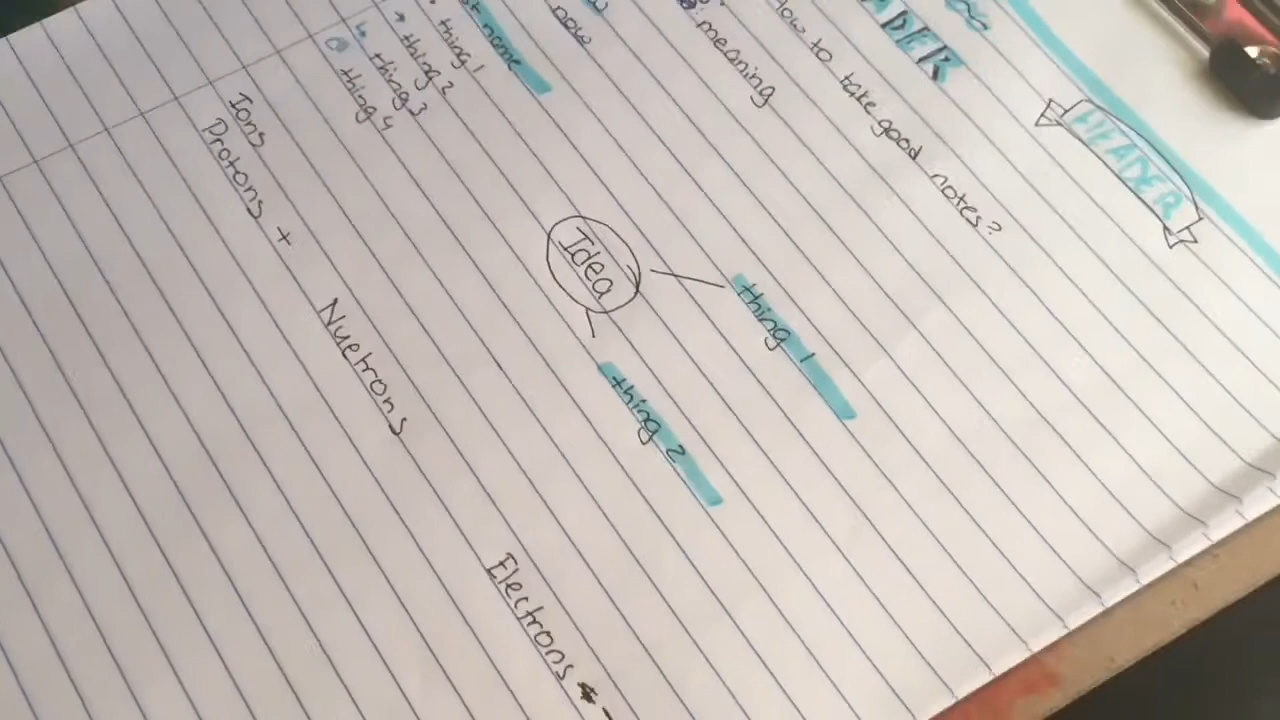 HEADER
How to take good notes?
meaning
now
thing 1
thing 2
thing 3
thing 4
Idea
thing 1
thing 2
Ions
Protons + Nuetrons Electrons -